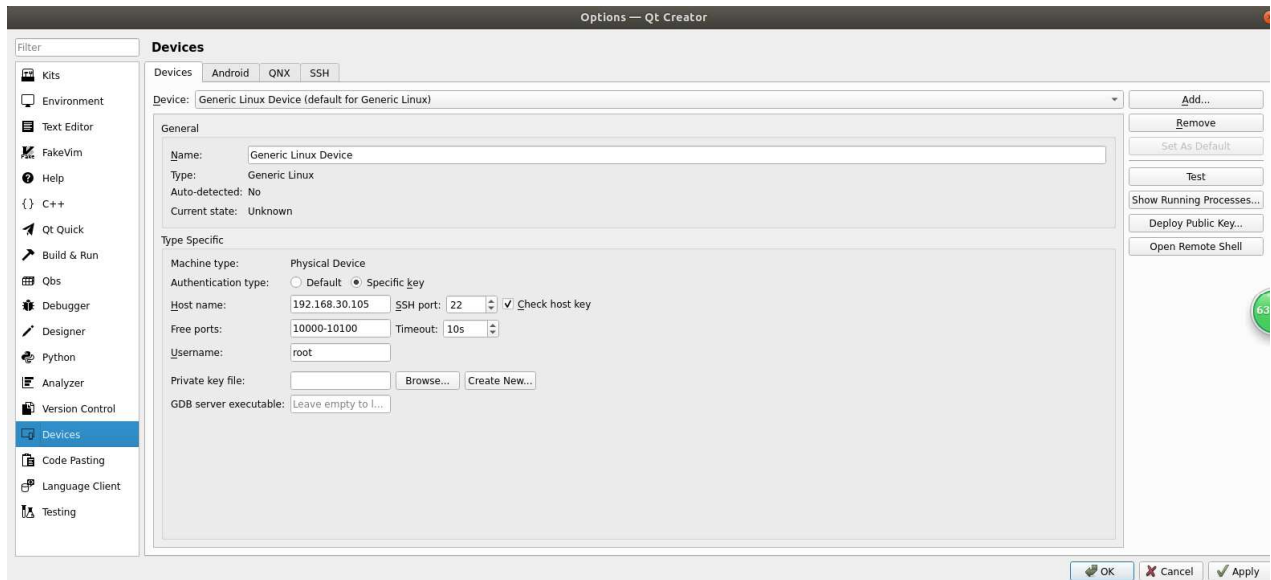 Options — Qt Creator
Filter
Kits
Environment
Text Editor
FakeVim
Help
{} C++
Qt Quick
Build & Run
Qbs
Debugger
Designer
Python
Analyzer
Version Control
Devices
Code Pasting
Language Client
Testing
Devices
Devices Android QNX SSH
Device: Generic Linux Device (default for Generic Linux)
General
Name: Generic Linux Device
Type: Generic Linux
Auto-detected: No
Current state: Unknown
Type Specific
Machine type: Physical Device
Authentication type: Default Specific key
Host name: 192.168.30.105 SSH port: 22 Check host key
Free ports: 10000-10100 Timeout: 10s
Username: root
Private key file: Browse... Create New...
GDB server executable: Leave empty to l...
Add...
Remove
Set As Default
Test
Show Running Processes...
Deploy Public Key...
Open Remote Shell
63
OK Cancel Apply